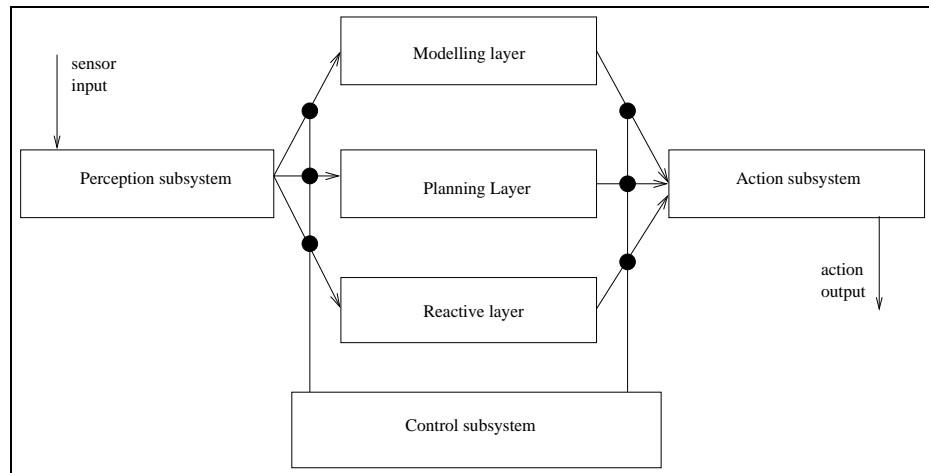 sensor
input
Modelling layer
Perception subsystem
Planning Layer
Action subsystem
action
output
Reactive layer
Control subsystem